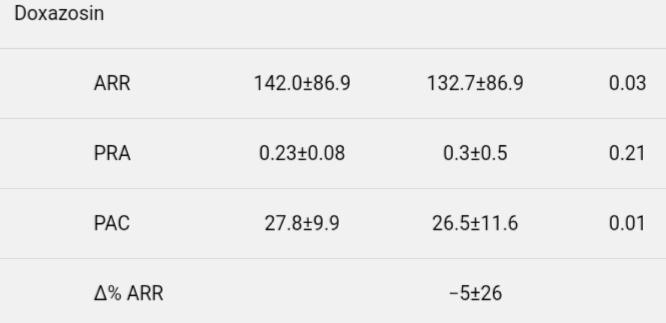 Doxazosin
ARR 142.0±86.9 132.7±86.9 0.03
PRA 0.23±0.08 0.3±0.5 0.21
PAC 27.8±9.9 26.5±11.6 0.01
Δ% ARR −5±26